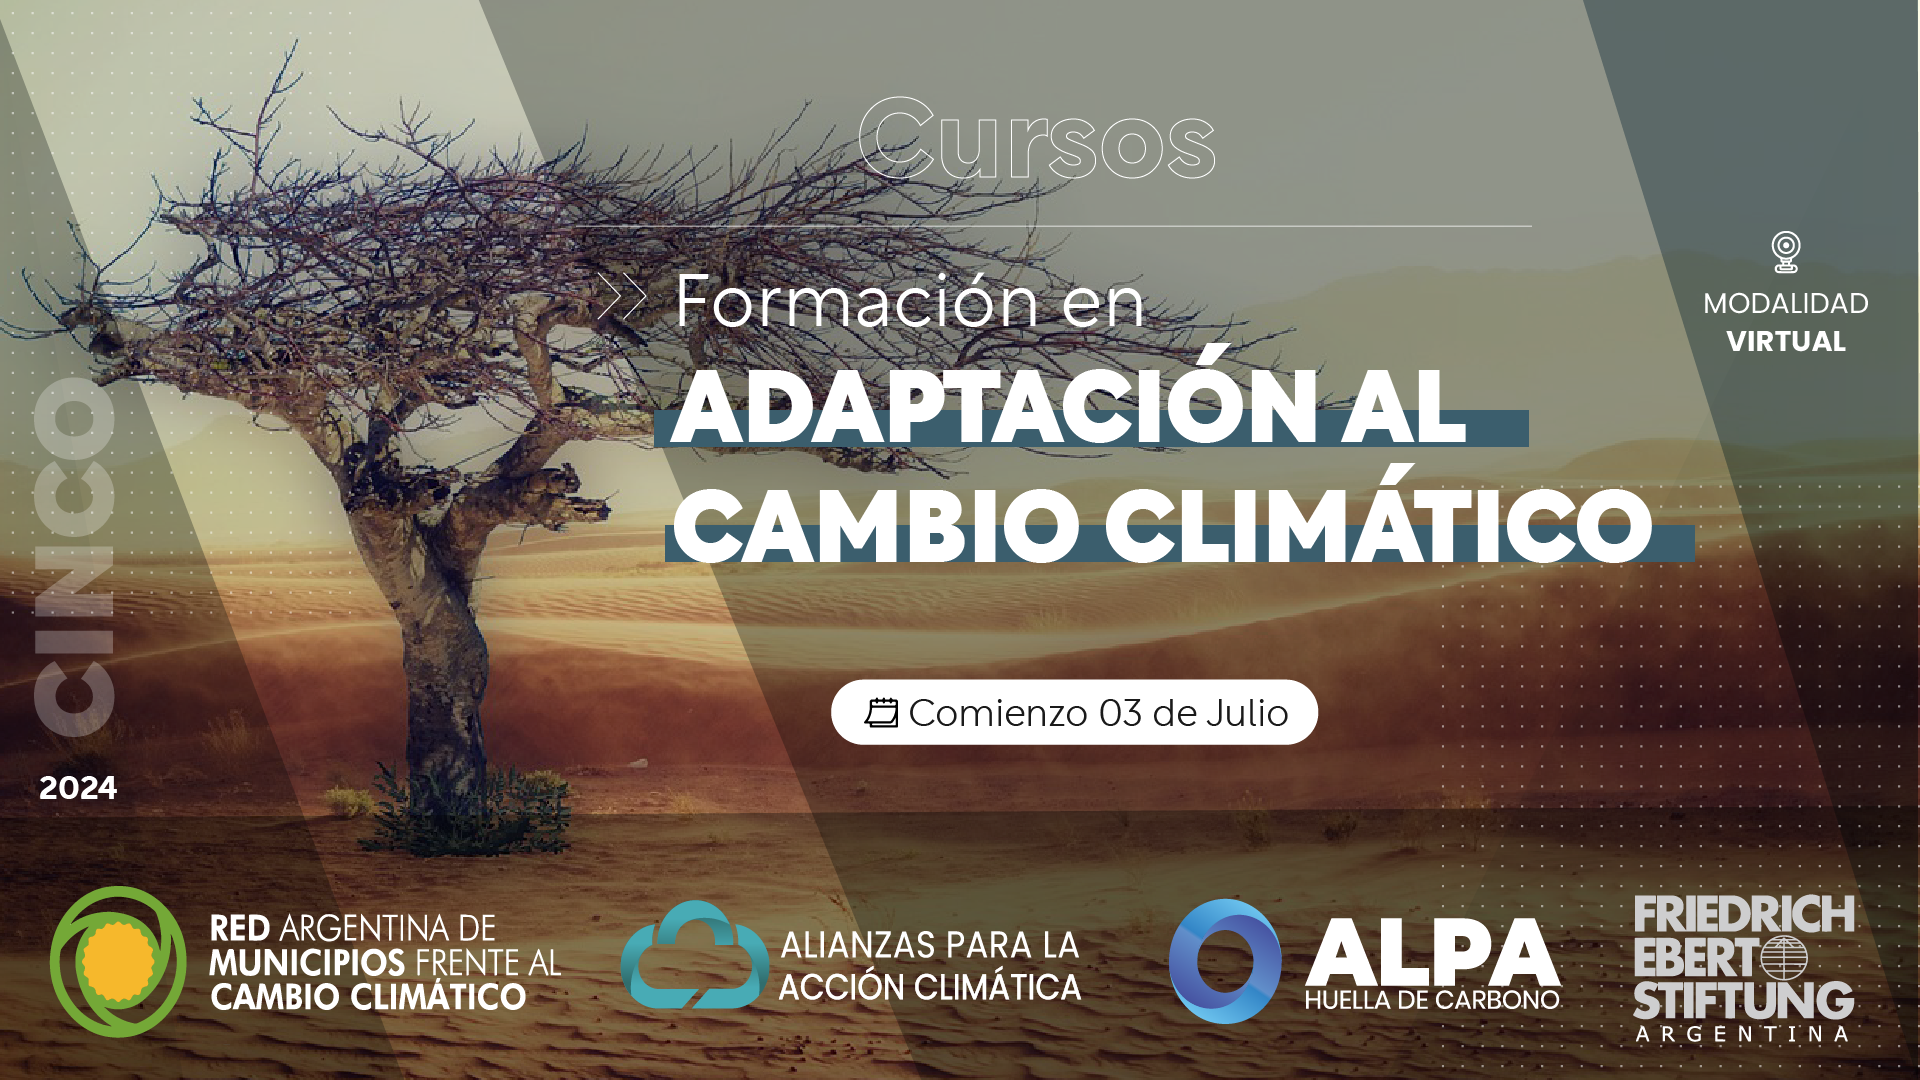 Cursos
Formación en
ADAPTACIÓN AL
CAMBIO CLIMÁTICO
MODALIDAD
VIRTUAL
CINCO
2024
Comienzo 03 de Julio
RED ARGENTINA DE
MUNICIPIOS FRENTE AL
CAMBIO CLIMÁTICO
ALIANZAS PARA LA
ACCIÓN CLIMÁTICA
ALPA
HUELLA DE CARBONO
FRIEDRICH
EBERT
STIFTUNG
ARGENTINA